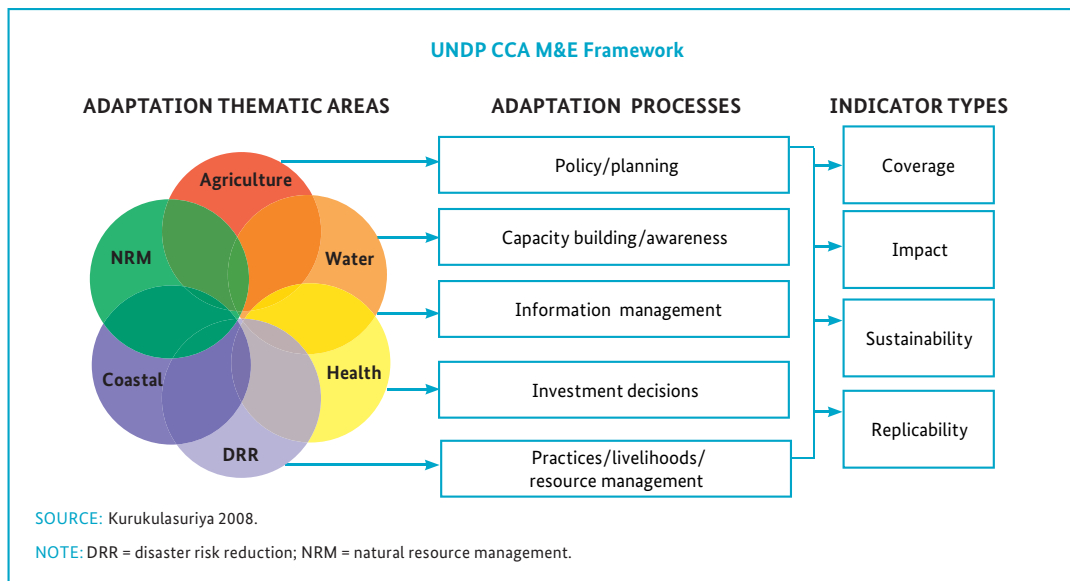 UNDP CCA M&E Framework
ADAPTATION THEMATIC AREAS
ADAPTATION PROCESSES
INDICATOR TYPES
Agriculture
NRM
Water
Coastal
Health
DRR
Policy/planning
Capacity building/awareness
Information management
Investment decisions
Practices/livelihoods/
resource management
Coverage
Impact
Sustainability
Replicability
SOURCE: Kurukulasuriya 2008.
NOTE: DRR = disaster risk reduction; NRM = natural resource management.